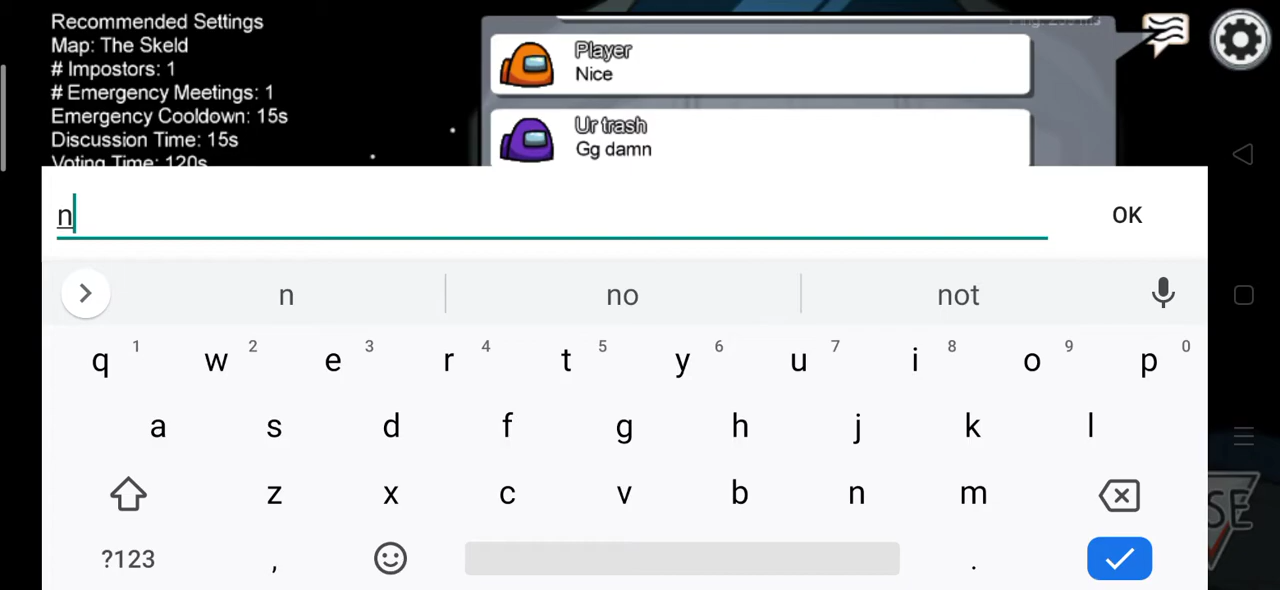 Recommended Settings
Map: The Skeld
# Impostors: 1
# Emergency Meetings: 1
Emergency Cooldown: 15s
Discussion Time: 15s
Voting Time: 120s
Player
Nice
Ur trash
Gg damn
n
OK
n no not
q 1 w 2 e 3 r 4 t 5 y 6 u 7 i 8 o 9 p 0
a s d f g h j k l
z x c v b n m
?123 , .